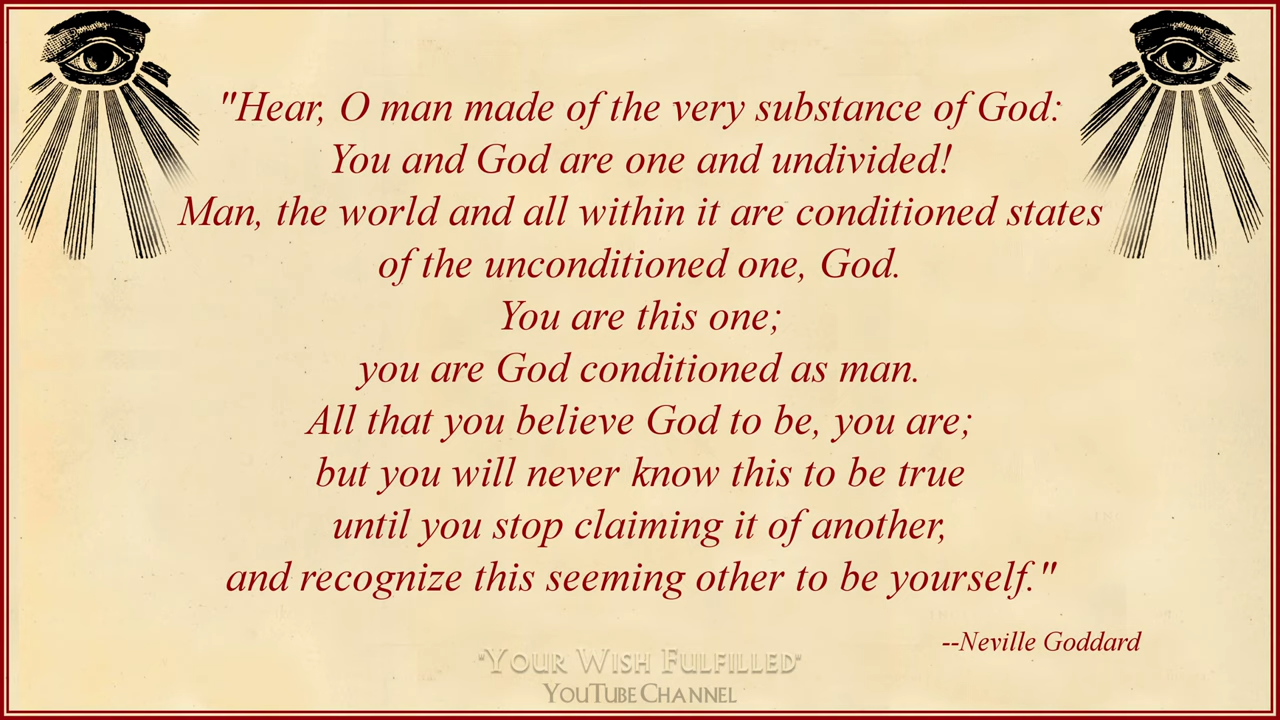 "Hear, O man made of the very substance of God:
You and God are one and undivided!
Man, the world and all within it are conditioned states
of the unconditioned one, God.
You are this one;
you are God conditioned as man.
All that you believe God to be, you are;
but you will never know this to be true
until you stop claiming it of another,
and recognize this seeming other to be yourself."
--Neville Goddard
"Your Wish Fulfilled"
YouTube Channel